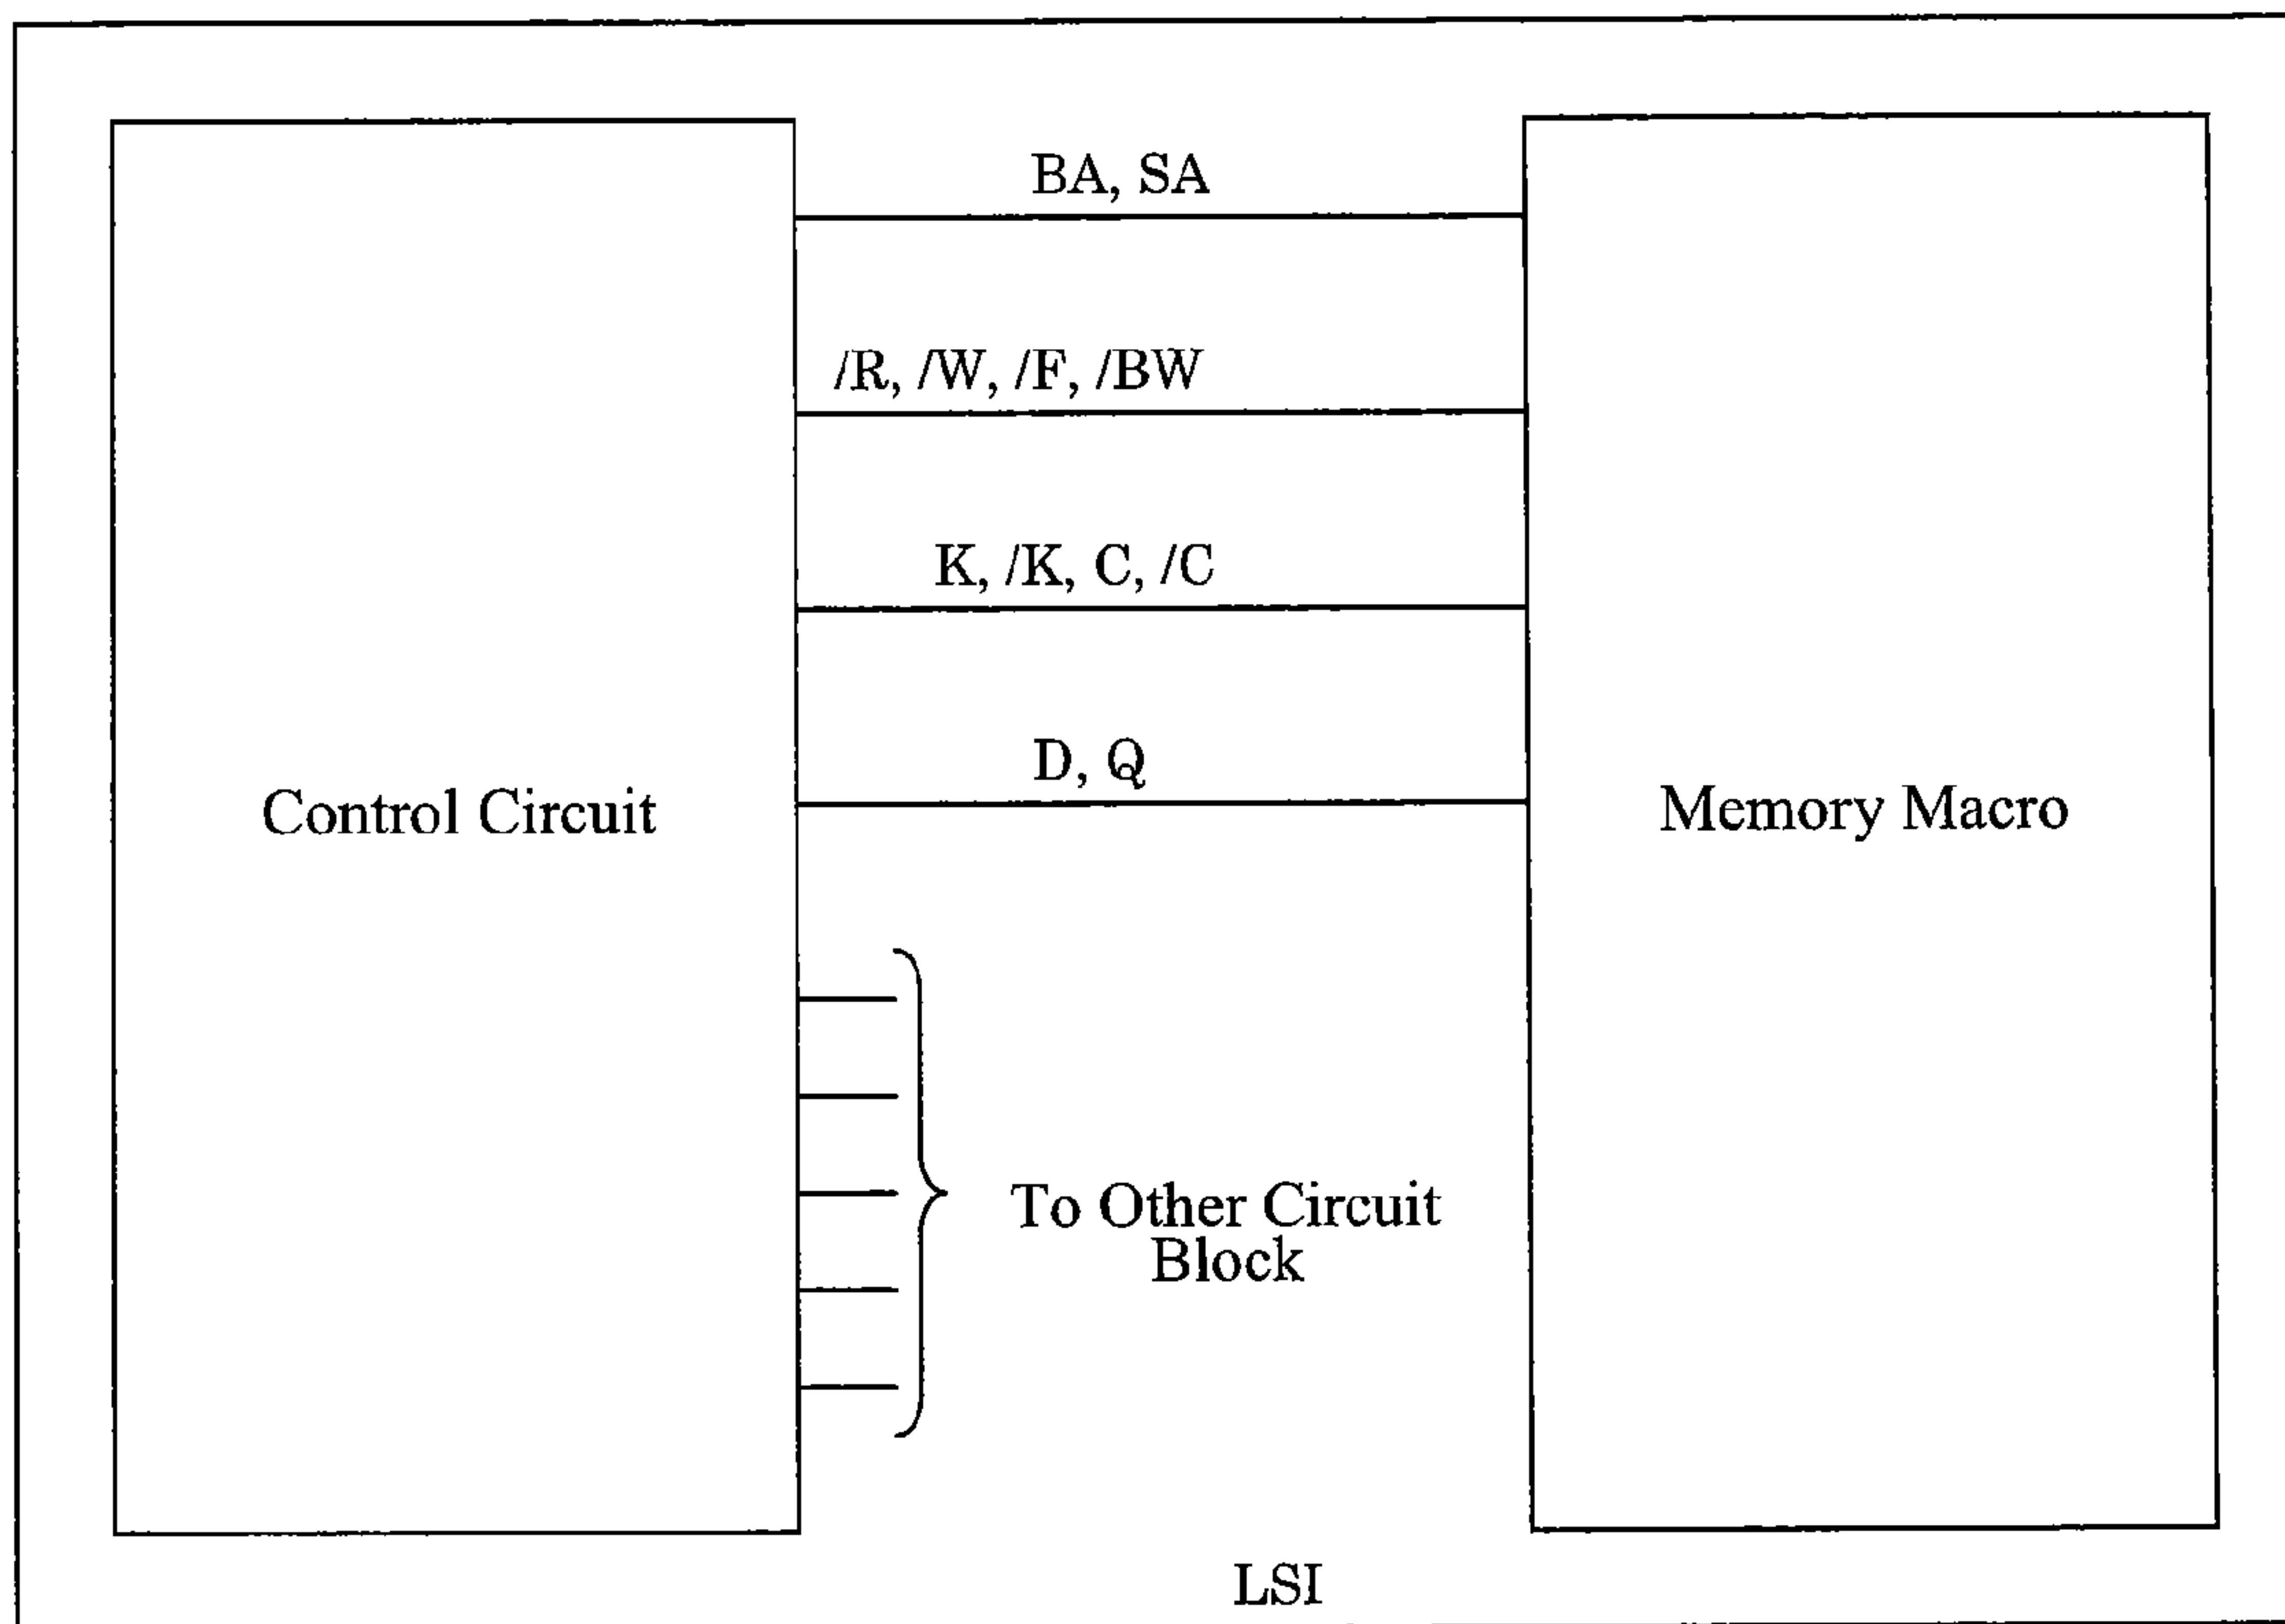 BA, SA
/R, /W, /F, /BW
K, /K, C, /C
D, Q
Control Circuit
Memory Macro
To Other Circuit
Block
LSI